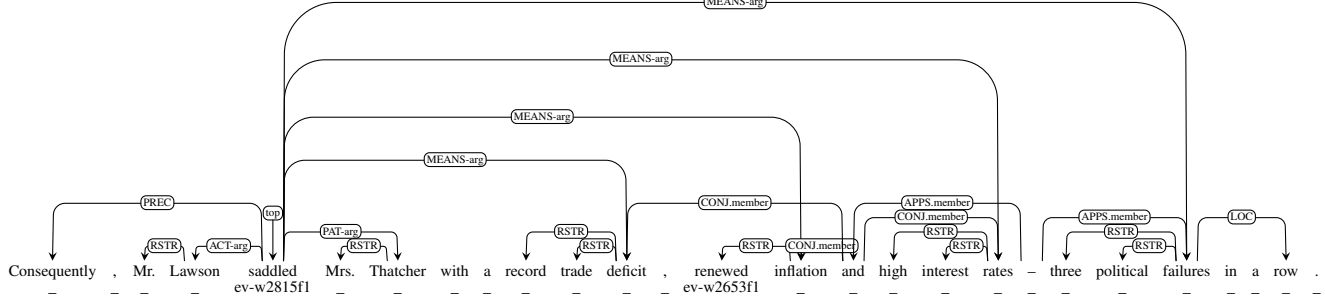 MEANS-arg
MEANS-arg
MEANS-arg
MEANS-arg
PREC top CONJ.member APPS.member
CONJ.member APPS.member LOC
PAT-arg RSTR RSTR RSTR
RSTR ACT-arg RSTR RSTR RSTR CONJ.member RSTR RSTR
Consequently , Mr. Lawson saddled Mrs. Thatcher with a record trade deficit , renewed inflation and high interest rates – three political failures in a row .
_ _ _ _ ev-w2815f1 _ _ _ _ _ _ _ _ ev-w2653f1 _ _ _ _ _ _ _ _ _ _ _ _ _